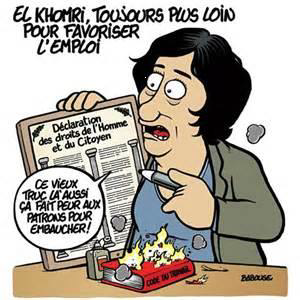 EL KHOMRI, TOUJOURS PLUS LOIN
POUR FAVORISER
L'EMPLOI
Déclaration
des droits de l'Homme
et du Citoyen
CE VIEUX
TRUC LÀ AUSSI
ÇA FAIT PEUR AUX
PATRONS POUR
EMBAUCHER!
CODE DU TRAVAIL
BABOUSE